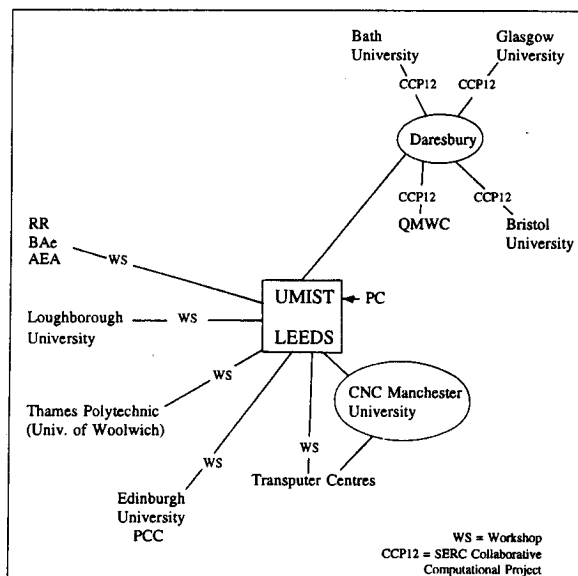 Bath
University
Glasgow
University
CCP12
CCP12
Daresbury
CCP12
CCP12
QMWC
Bristol
University
RR
BAe
AEA
WS
UMIST
PC
LEEDS
Loughborough
University
WS
Thames Polytechnic
(Univ. of Woolwich)
WS
CNC Manchester
University
WS
WS
Transputer Centres
Edinburgh
University
PCC
WS = Workshop
CCP12 = SERC Collaborative
Computational Project